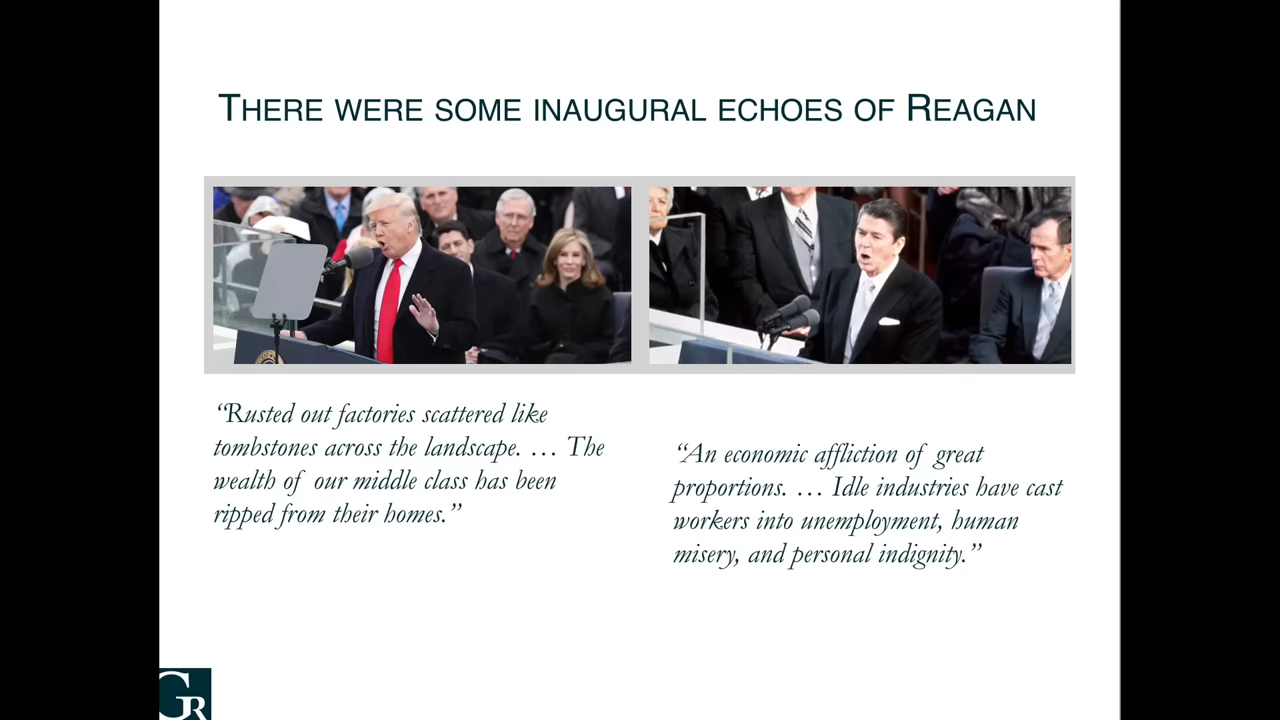 THERE WERE SOME INAUGURAL ECHOES OF REAGAN
“Rusted out factories scattered like
tombstones across the landscape. … The
wealth of our middle class has been
ripped from their homes.”
“An economic affliction of great
proportions. … Idle industries have cast
workers into unemployment, human
misery, and personal indignity.”
GR